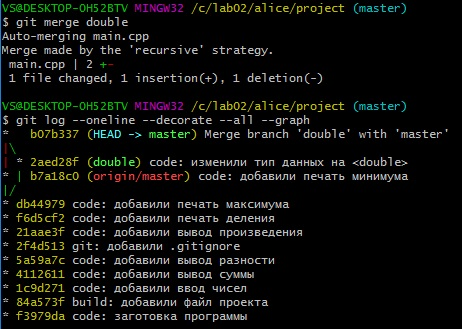 VS@DESKTOP-OH52BTV MINGW32 /c/lab02/alice/project (master)
$ git merge double
Auto-merging main.cpp
Merge made by the 'recursive' strategy.
 main.cpp | 2 +-
 1 file changed, 1 insertion(+), 1 deletion(-)

VS@DESKTOP-OH52BTV MINGW32 /c/lab02/alice/project (master)
$ git log --oneline --decorate --all --graph
*   b07b337 (HEAD -> master) Merge branch 'double' with 'master'
|\
| * 2aed28f (double) code: изменили тип данных на <double>
* | b7a18c0 (origin/master) code: добавили печать минимума
|/
* db44979 code: добавили печать максимума
* f6d5cf2 code: добавили печать деления
* 21aae3f code: добавили вывод произведения
* 2f4d513 git: добавили .gitignore
* 5a59a7c code: добавили вывод разности
* 4112611 code: добавили вывод суммы
* 1c9d271 code: добавили ввод чисел
* 84a573f build: добавили файл проекта
* f3979da code: заготовка программы